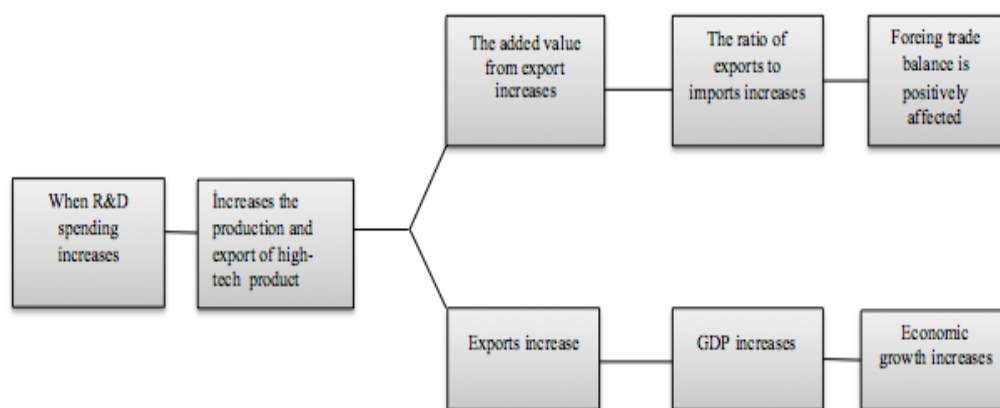 When R&D
spending
increases
İncreases the
production and
export of high-
tech product
The added value
from export
increases
The ratio of
exports to
imports increases
Foreing trade
balance is
positively
affected
Exports increase
GDP increases
Economic
growth increases